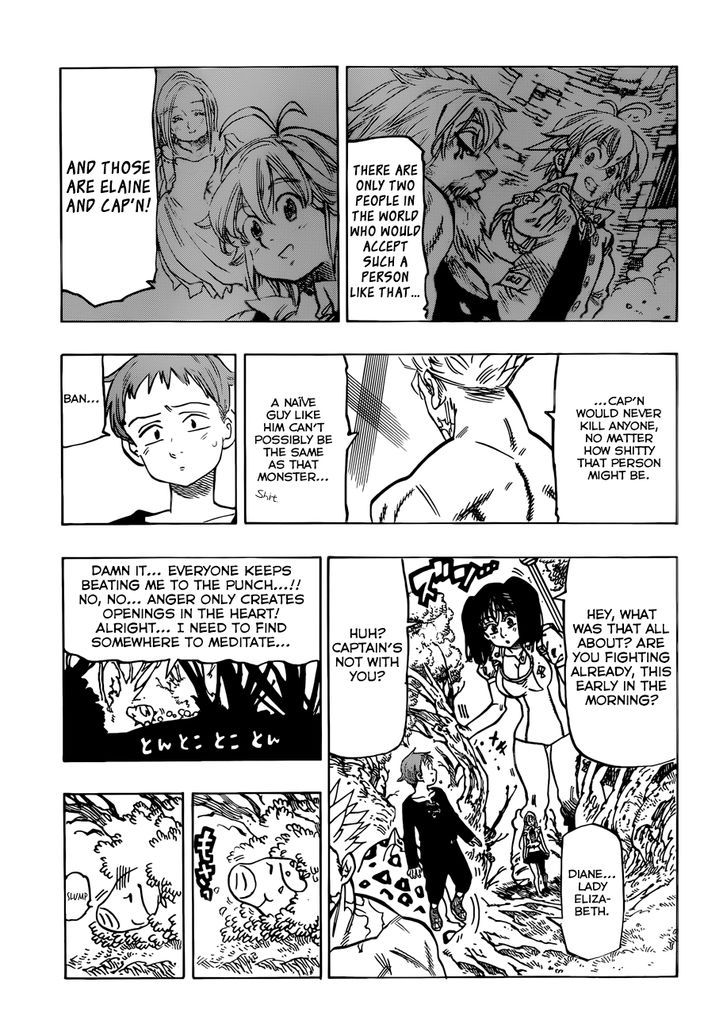 THERE ARE
ONLY TWO
PEOPLE IN
THE WORLD
WHO WOULD
ACCEPT
SUCH A
PERSON
LIKE THAT...
AND THOSE
ARE ELAINE
AND CAP'N!
...CAP'N
WOULD NEVER
KILL ANYONE,
NO MATTER
HOW SHITTY
THAT PERSON
MIGHT BE.
A NAÏVE
GUY LIKE
HIM CAN'T
POSSIBLY BE
THE SAME
AS THAT
MONSTER...
Shit
BAN...
HEY, WHAT
WAS THAT ALL
ABOUT? ARE
YOU FIGHTING
ALREADY, THIS
EARLY IN THE
MORNING?
HUH?
CAPTAIN'S
NOT WITH
YOU?
DIANE...
LADY
ELIZA-
BETH.
DAMN IT... EVERYONE KEEPS
BEATING ME TO THE PUNCH...!!
NO, NO... ANGER ONLY CREATES
OPENINGS IN THE HEART!
ALRIGHT... I NEED TO FIND
SOMEWHERE TO MEDITATE...
とんとこ とこ とん
SLUMP